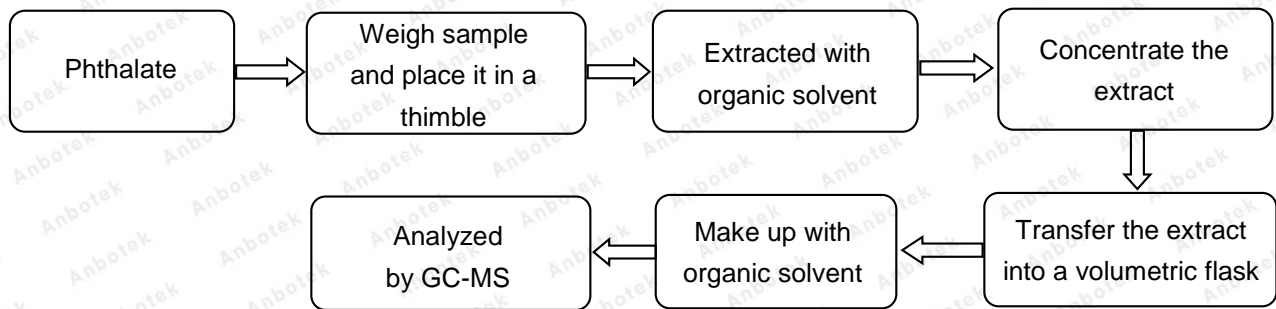 Phthalate
Weigh sample
and place it in a
thimble
Extracted with
organic solvent
Concentrate the
extract
Transfer the extract
into a volumetric flask
Make up with
organic solvent
Analyzed
by GC-MS
Anbotek